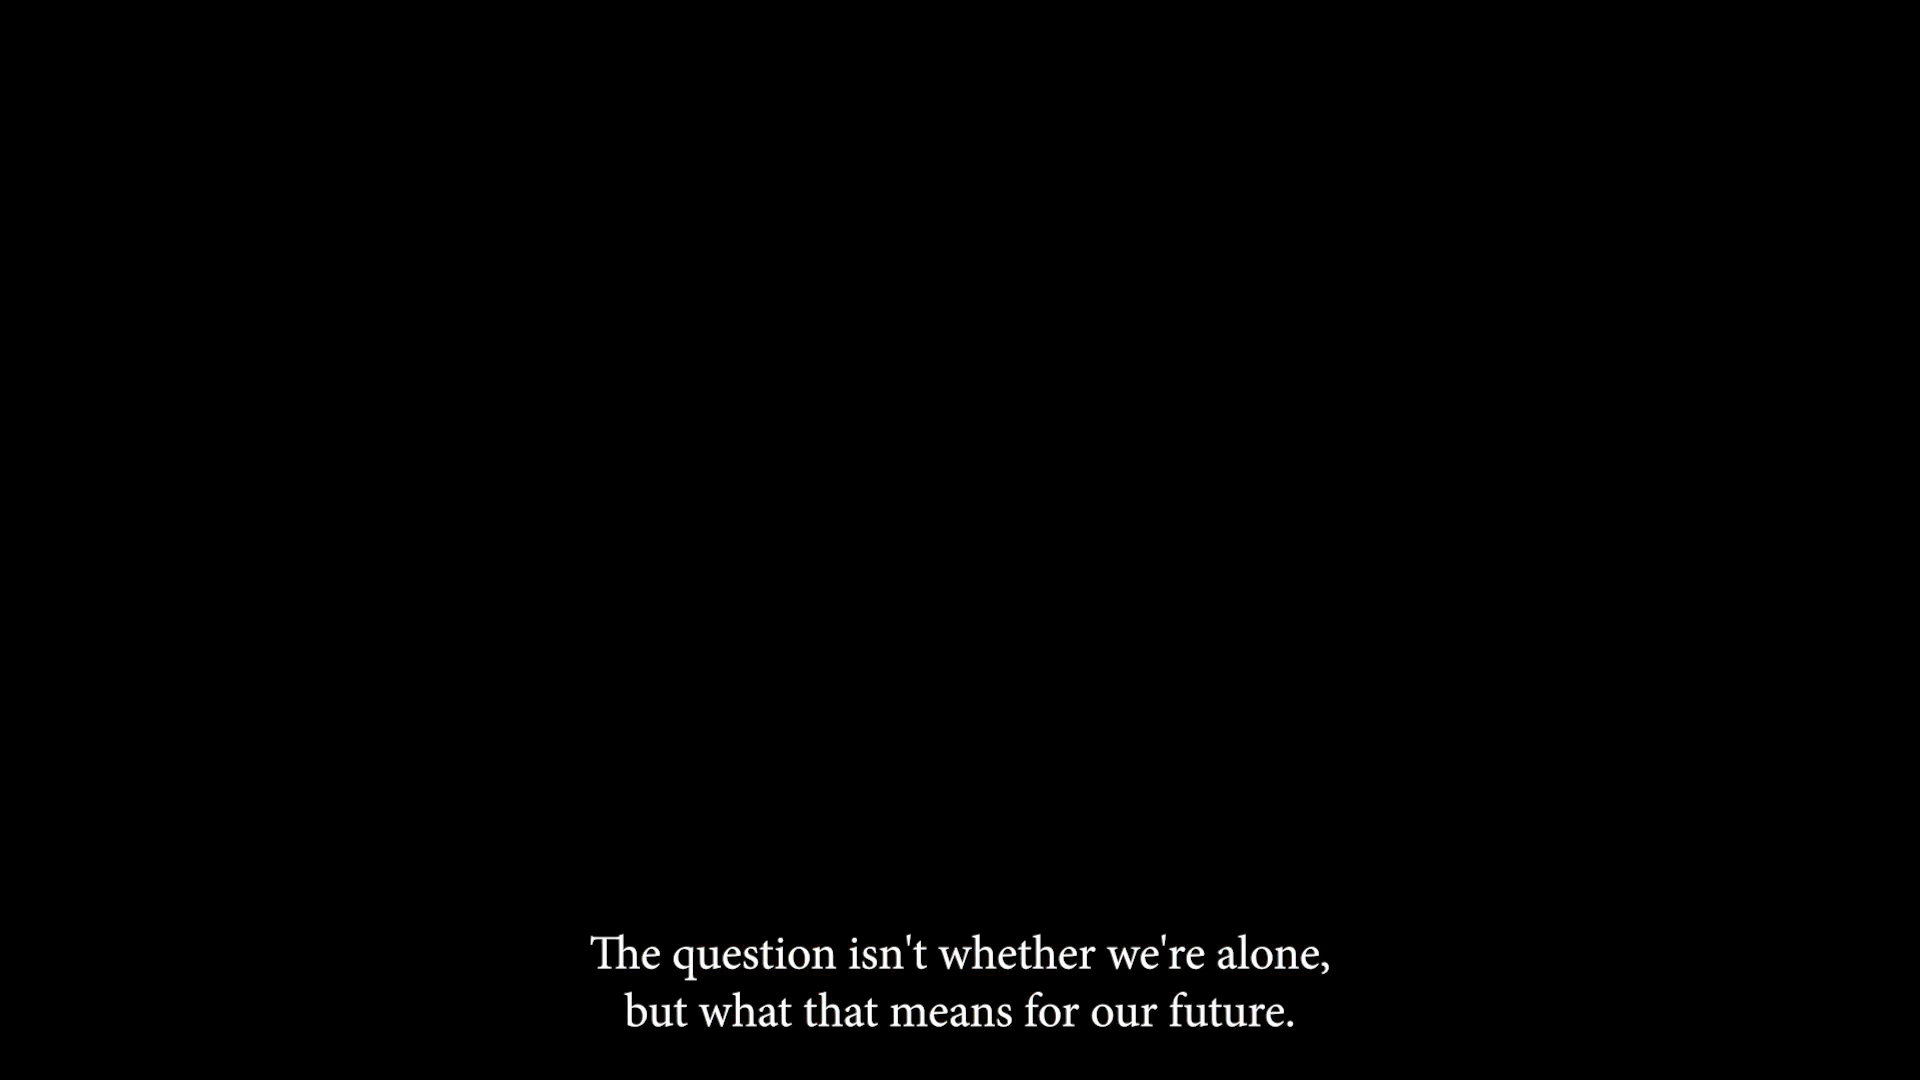 The question isn't whether we're alone,
but what that means for our future.